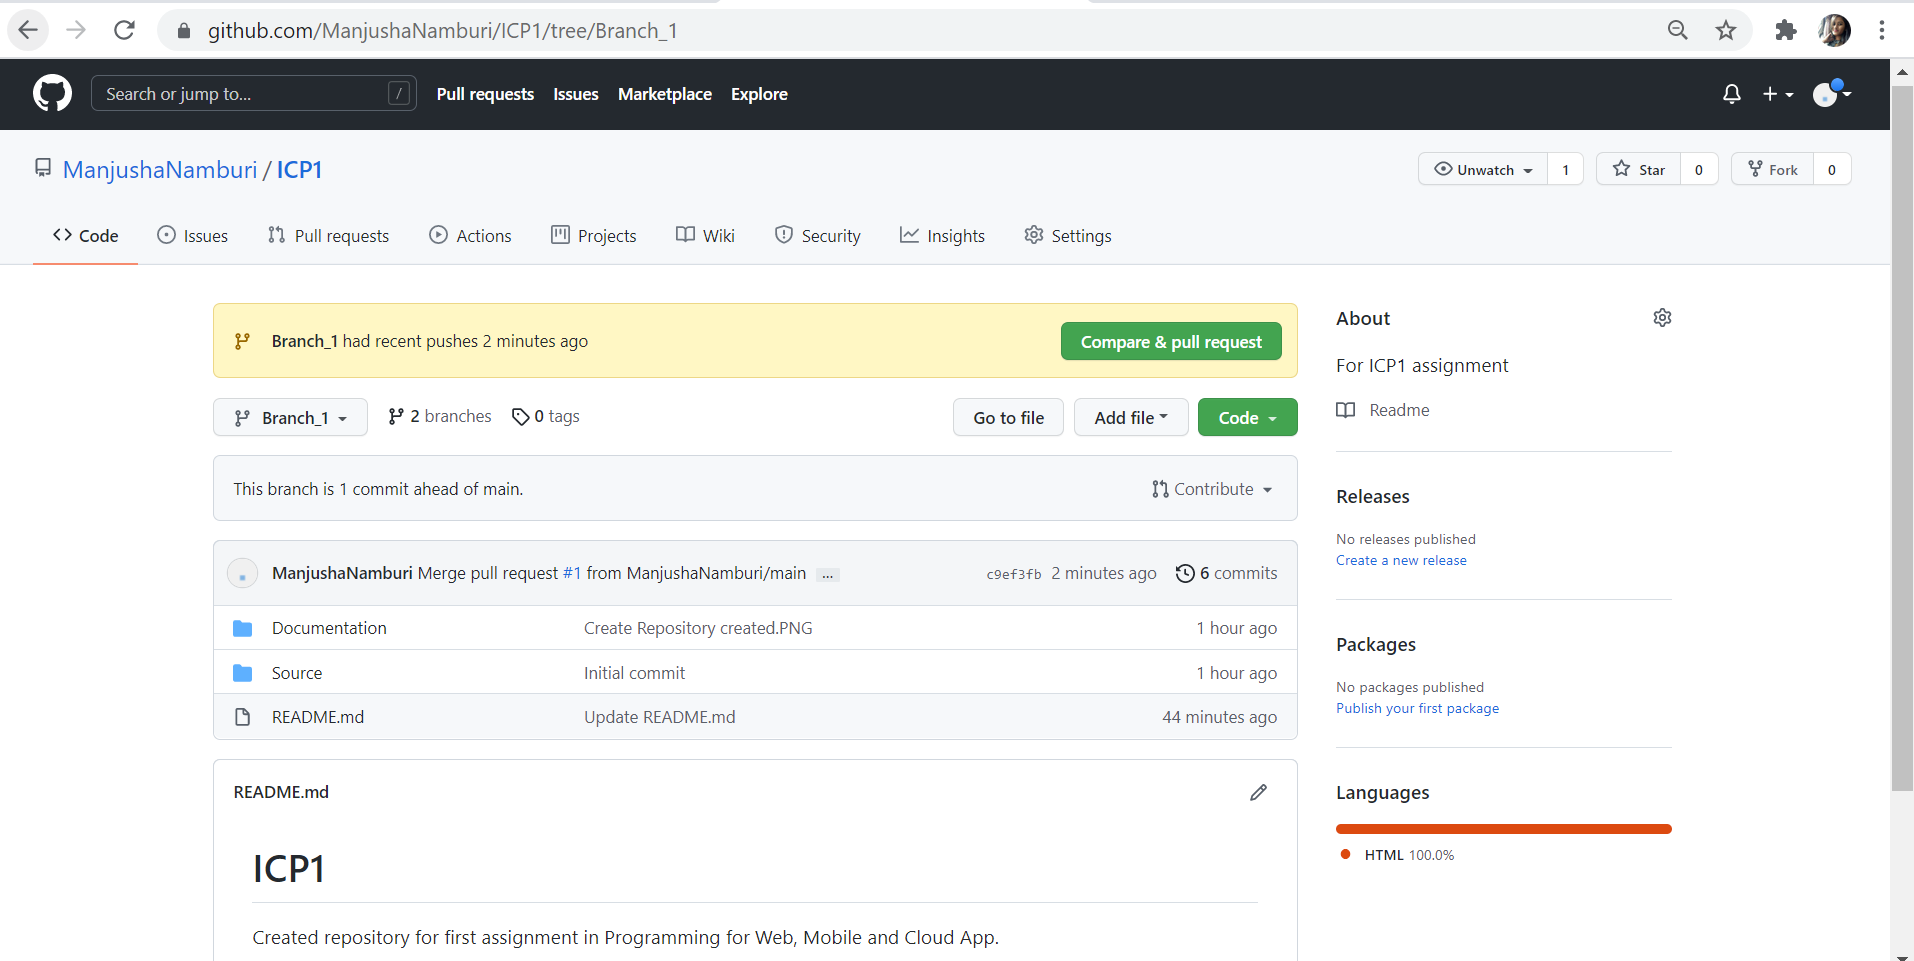 github.com/ManjushaNamburi/ICP1/tree/Branch_1
Search or jump to... /
Pull requests Issues Marketplace Explore
ManjushaNamburi / ICP1
Unwatch 1 Star 0 Fork 0
Code Issues Pull requests Actions Projects Wiki Security Insights Settings
Branch_1 had recent pushes 2 minutes ago
Compare & pull request
Branch_1 2 branches 0 tags
Go to file Add file Code
This branch is 1 commit ahead of main.
Contribute
ManjushaNamburi Merge pull request #1 from ManjushaNamburi/main ...
c9ef3fb 2 minutes ago 6 commits
Documentation Create Repository created.PNG 1 hour ago
Source Initial commit 1 hour ago
README.md Update README.md 44 minutes ago
README.md
ICP1
Created repository for first assignment in Programming for Web, Mobile and Cloud App.
About
For ICP1 assignment
Readme
Releases
No releases published
Create a new release
Packages
No packages published
Publish your first package
Languages
HTML 100.0%